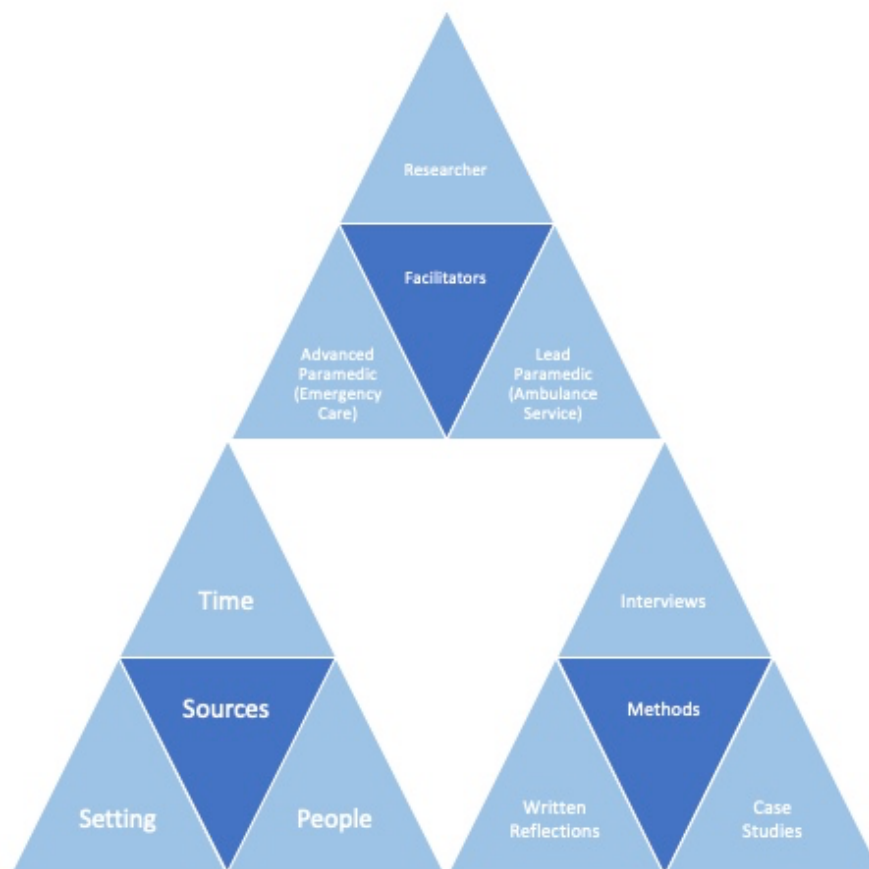 Researcher
Facilitators
Advanced
Paramedic
(Emergency
Care)
Lead
Paramedic
(Ambulance
Service)
Time
Sources
Setting
People
Interviews
Methods
Written
Reflections
Case
Studies